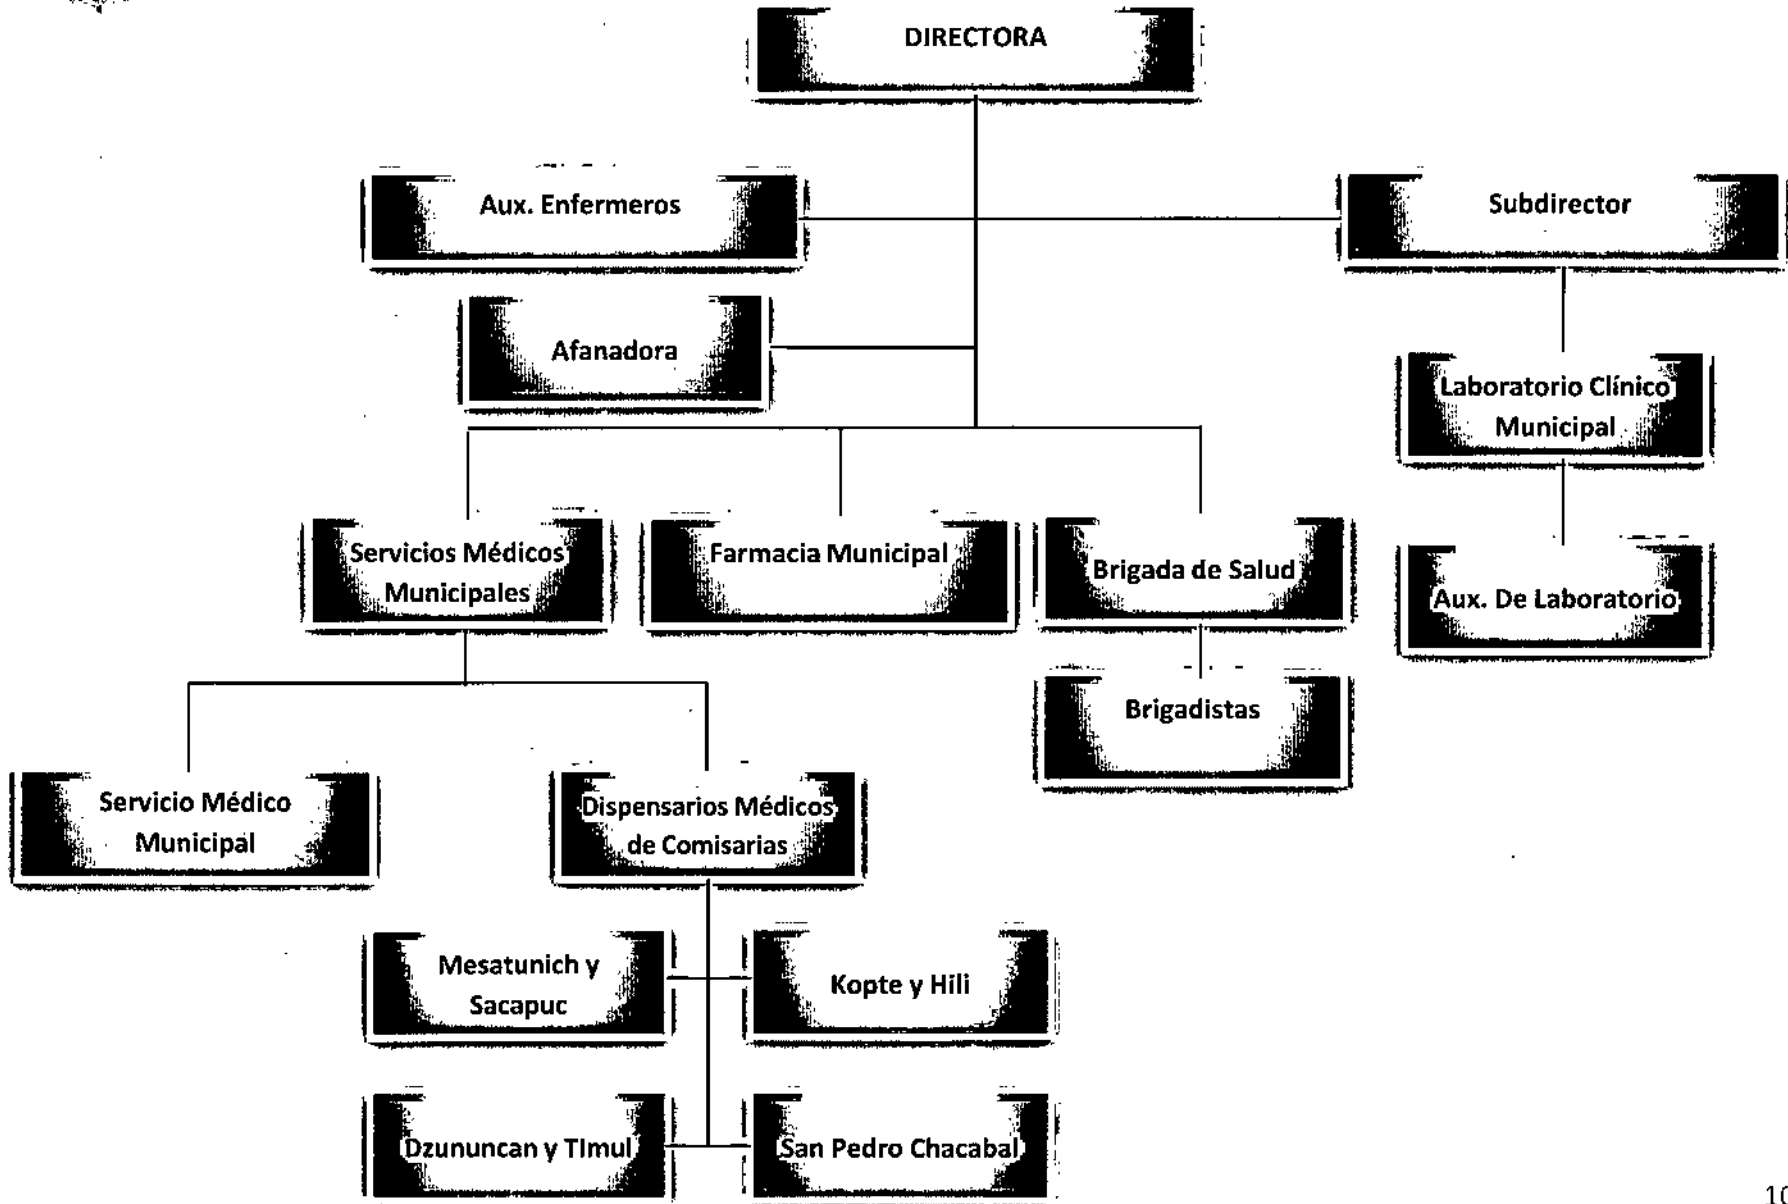 DIRECTORA
Aux. Enfermeros
Subdirector
Afanadora
Laboratorio Clínico
Municipal
Servicios Médicos
Municipales
Farmacia Municipal
Brigada de Salud
Aux. De Laboratorio
Brigadistas
Servicio Médico
Municipal
Dispensarios Médicos
de Comisarias
Mesatunich y
Sacapuc
Kopte y Hili
Dzununcan y TImul
San Pedro Chacabal
10